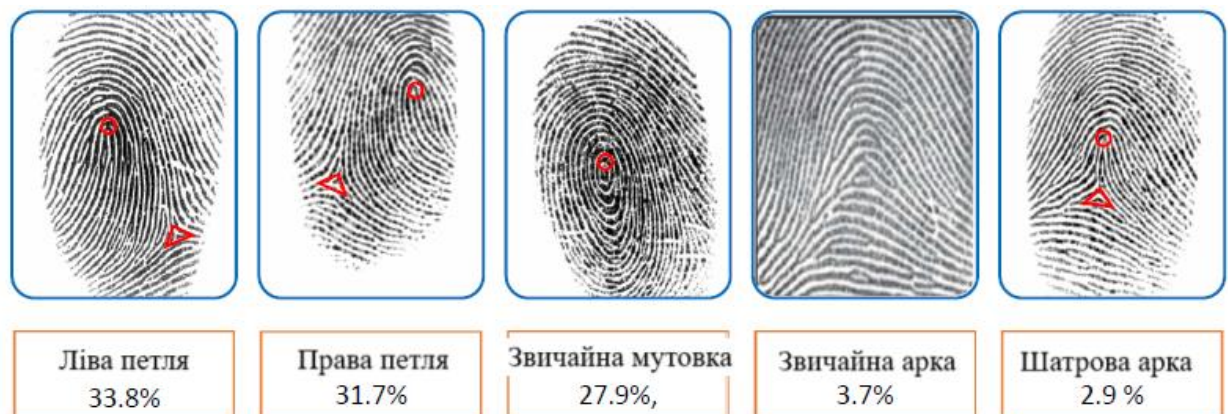 Ліва петля
33.8%
Права петля
31.7%
Звичайна мутовка
27.9%,
Звичайна арка
3.7%
Шатрова арка
2.9 %